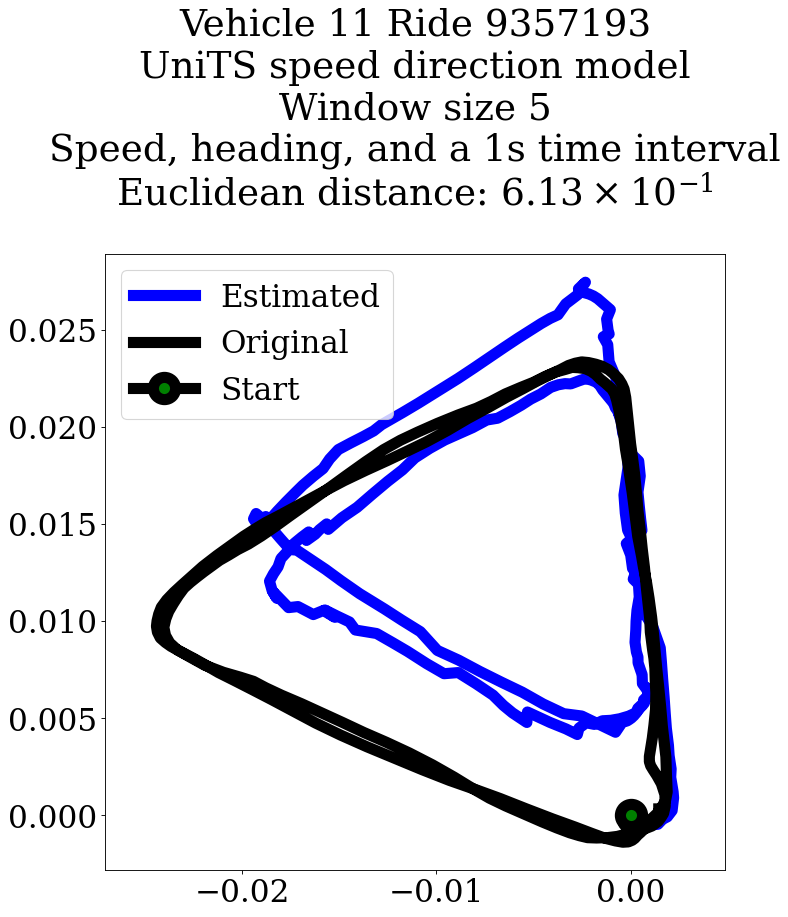 Vehicle 11 Ride 9357193
UniTS speed direction model
Window size 5
Speed, heading, and a 1s time interval
Euclidean distance: 6.13 × 10⁻¹
Estimated
Original
Start
0.025
0.020
0.015
0.010
0.005
0.000
−0.02
−0.01
0.00